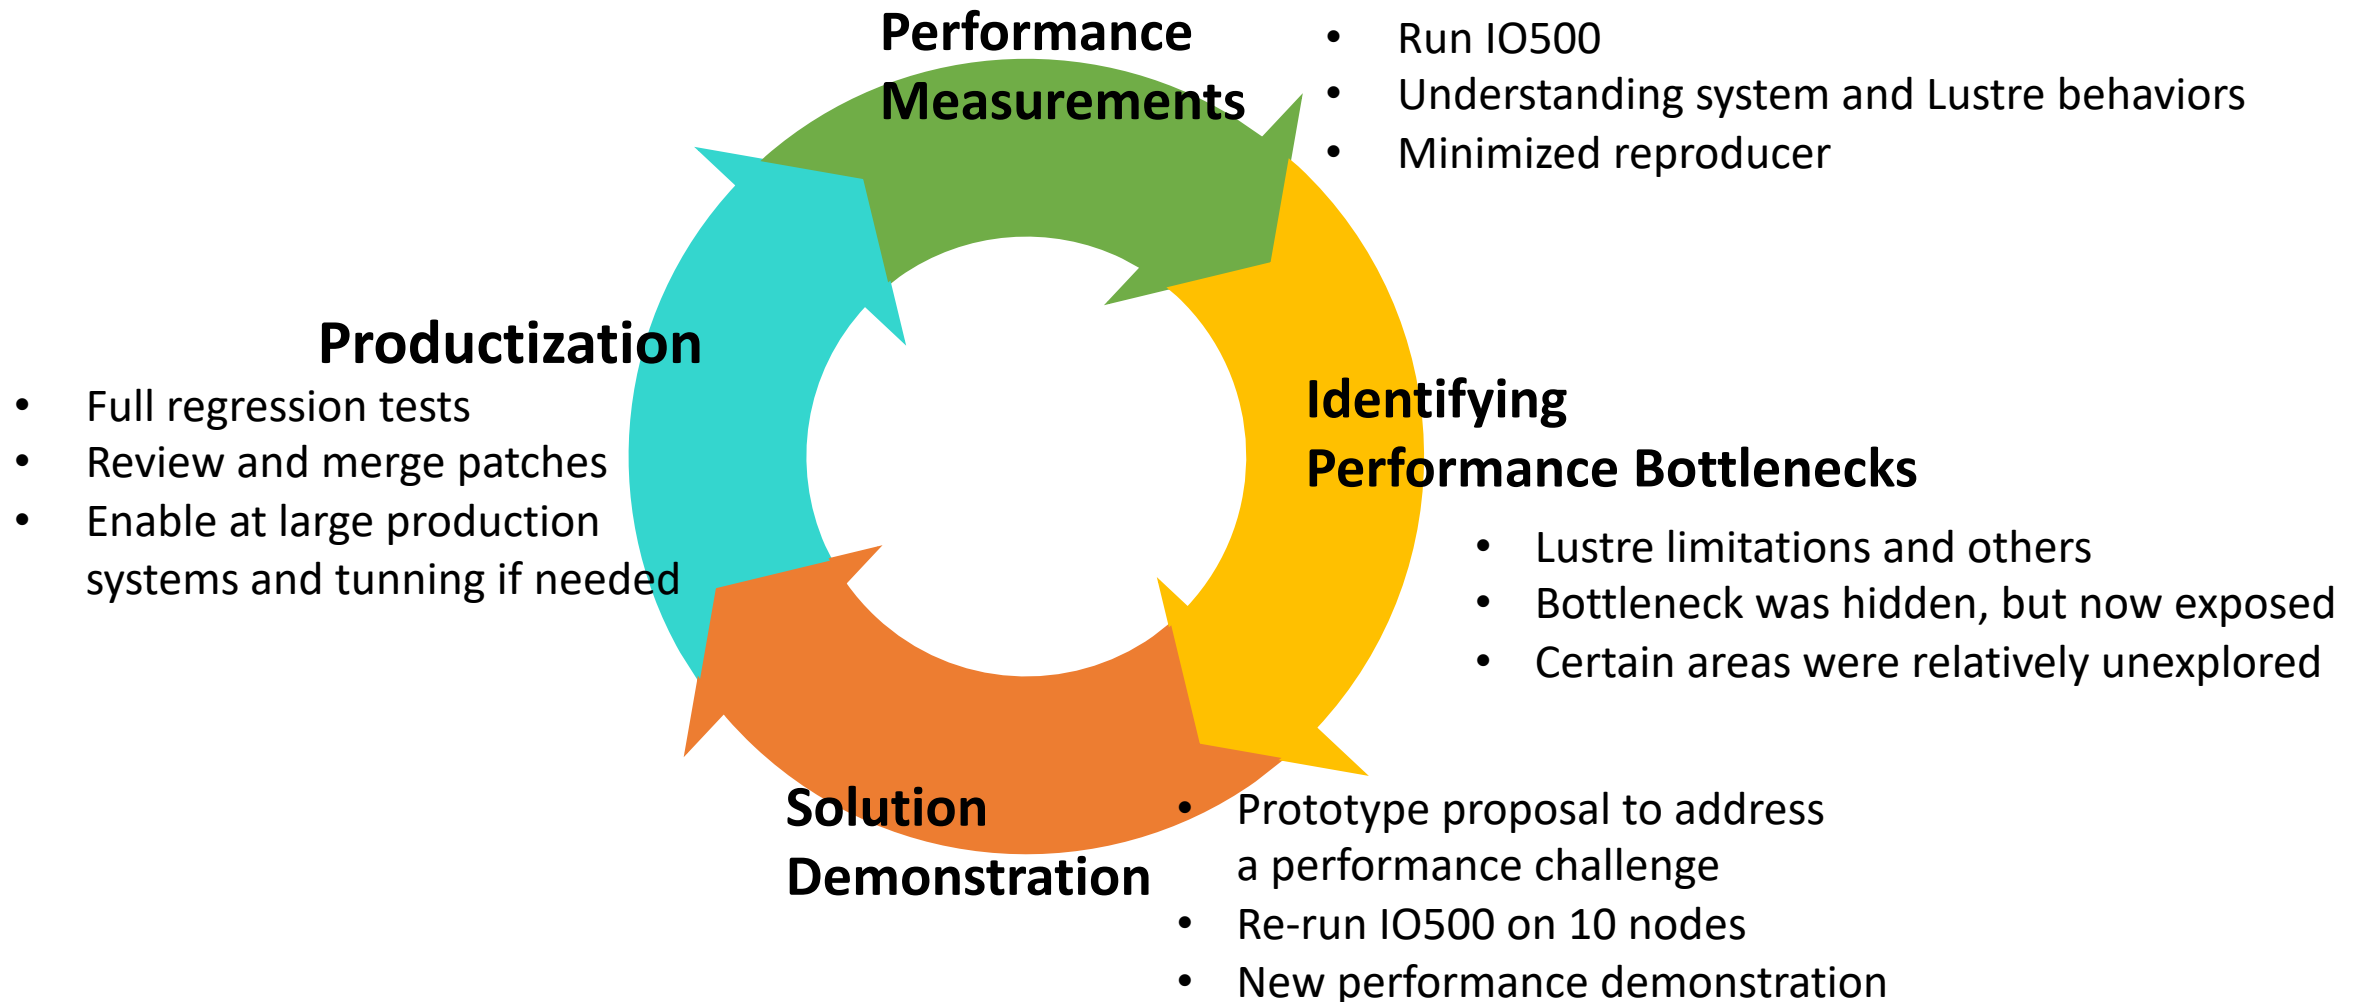 Performance
Measurements
• Run IO500
• Understanding system and Lustre behaviors
• Minimized reproducer
Identifying
Performance Bottlenecks
• Lustre limitations and others
• Bottleneck was hidden, but now exposed
• Certain areas were relatively unexplored
Solution
Demonstration
• Prototype proposal to address
a performance challenge
• Re-run IO500 on 10 nodes
• New performance demonstration
Productization
• Full regression tests
• Review and merge patches
• Enable at large production
systems and tunning if needed